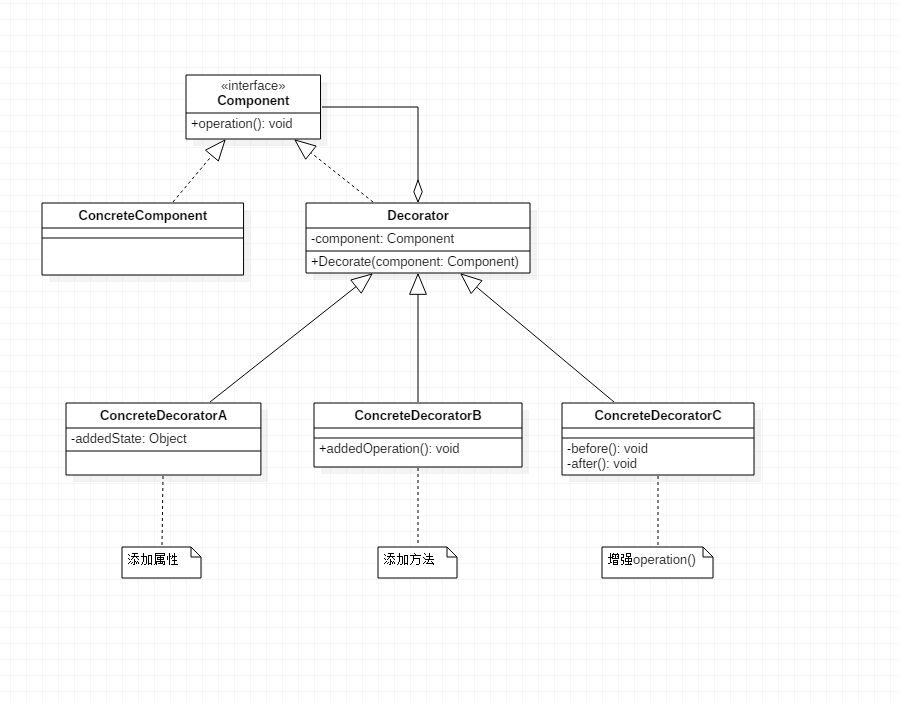 «interface»
Component
+operation(): void
ConcreteComponent
Decorator
-component: Component
+Decorate(component: Component)
ConcreteDecoratorA
-addedState: Object
ConcreteDecoratorB
+addedOperation(): void
ConcreteDecoratorC
-before(): void
-after(): void
添加属性
添加方法
增强operation()